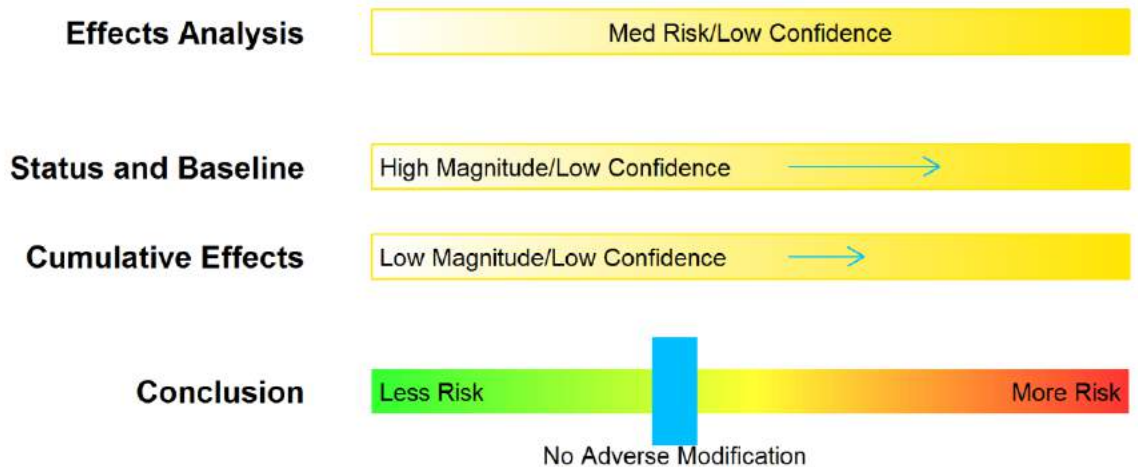 Effects Analysis
Med Risk/Low Confidence
Status and Baseline
High Magnitude/Low Confidence
Cumulative Effects
Low Magnitude/Low Confidence
Conclusion
Less Risk
More Risk
No Adverse Modification